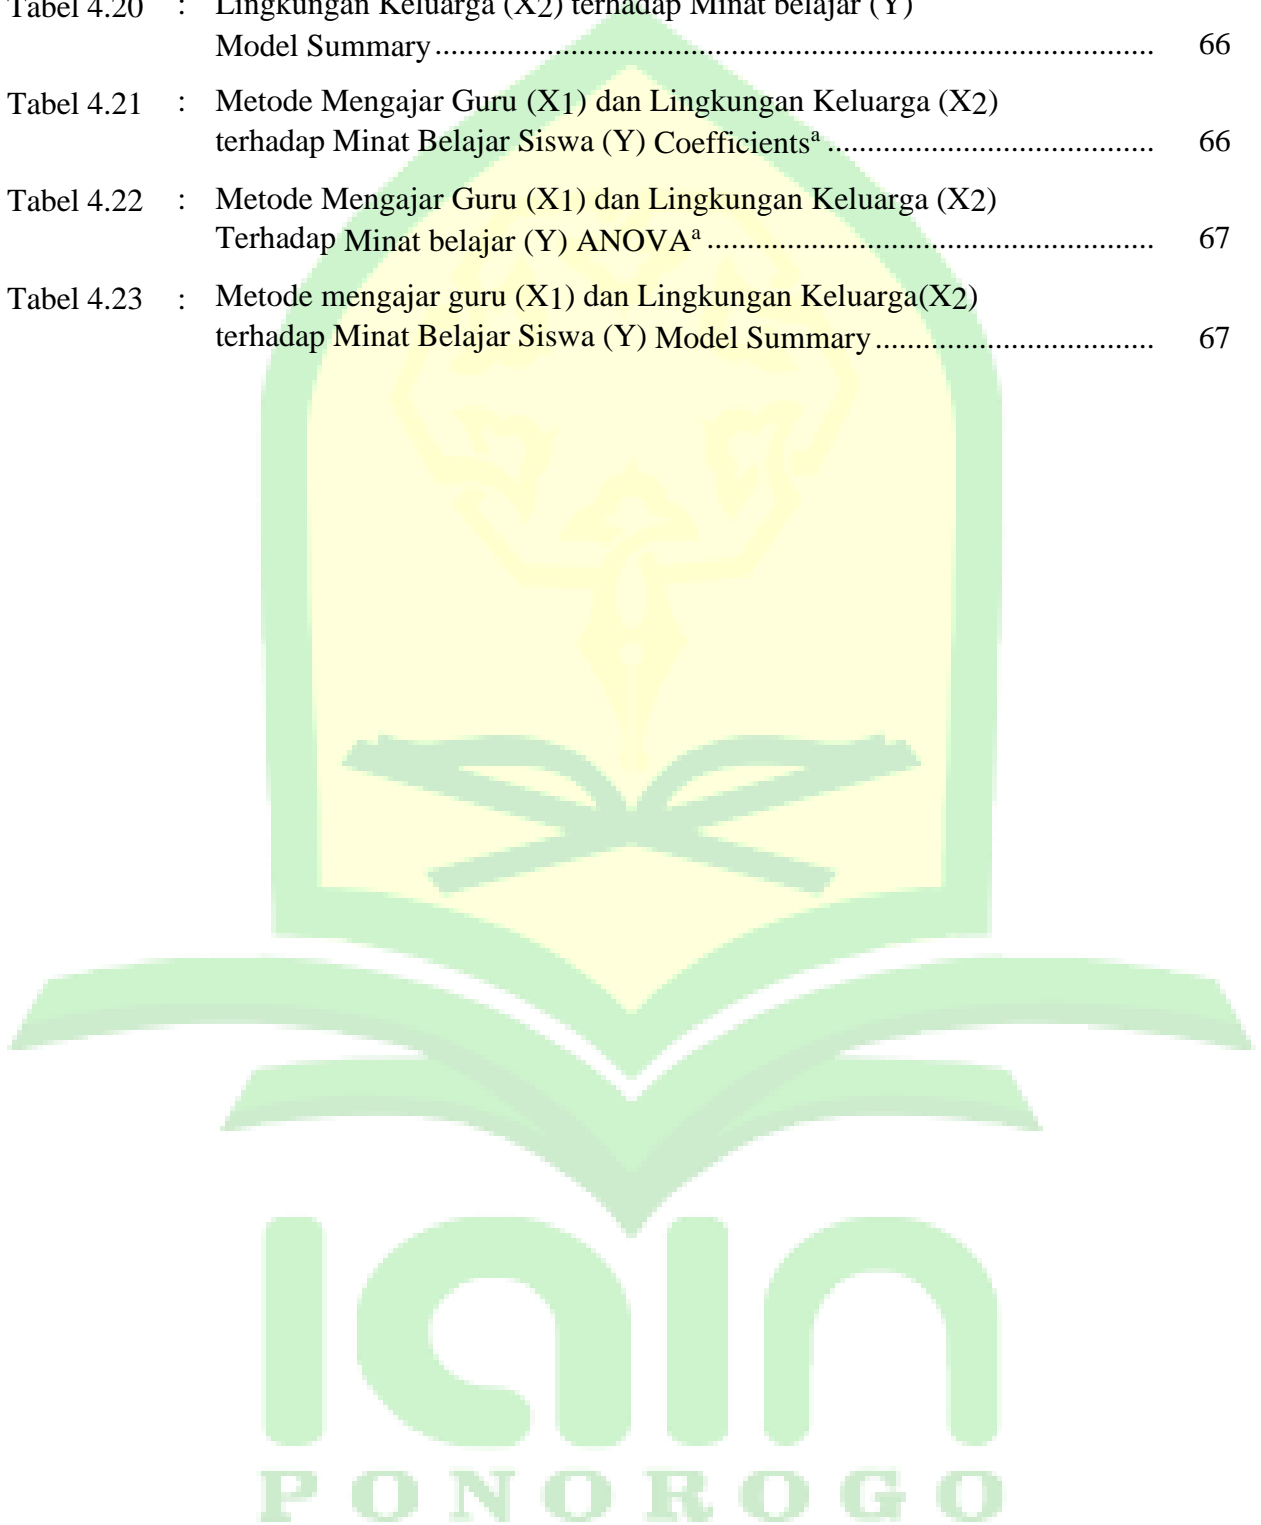 Tabel 4.20 : Lingkungan Keluarga (X2) terhadap Minat belajar (Y)
Model Summary ........................................................................................ 66
Tabel 4.21 : Metode Mengajar Guru (X1) dan Lingkungan Keluarga (X2)
terhadap Minat Belajar Siswa (Y) Coefficientsᵃ ........................................ 66
Tabel 4.22 : Metode Mengajar Guru (X1) dan Lingkungan Keluarga (X2)
Terhadap Minat belajar (Y) ANOVAᵃ ....................................................... 67
Tabel 4.23 : Metode mengajar guru (X1) dan Lingkungan Keluarga(X2)
terhadap Minat Belajar Siswa (Y) Model Summary .................................. 67
iain
PONOROGO